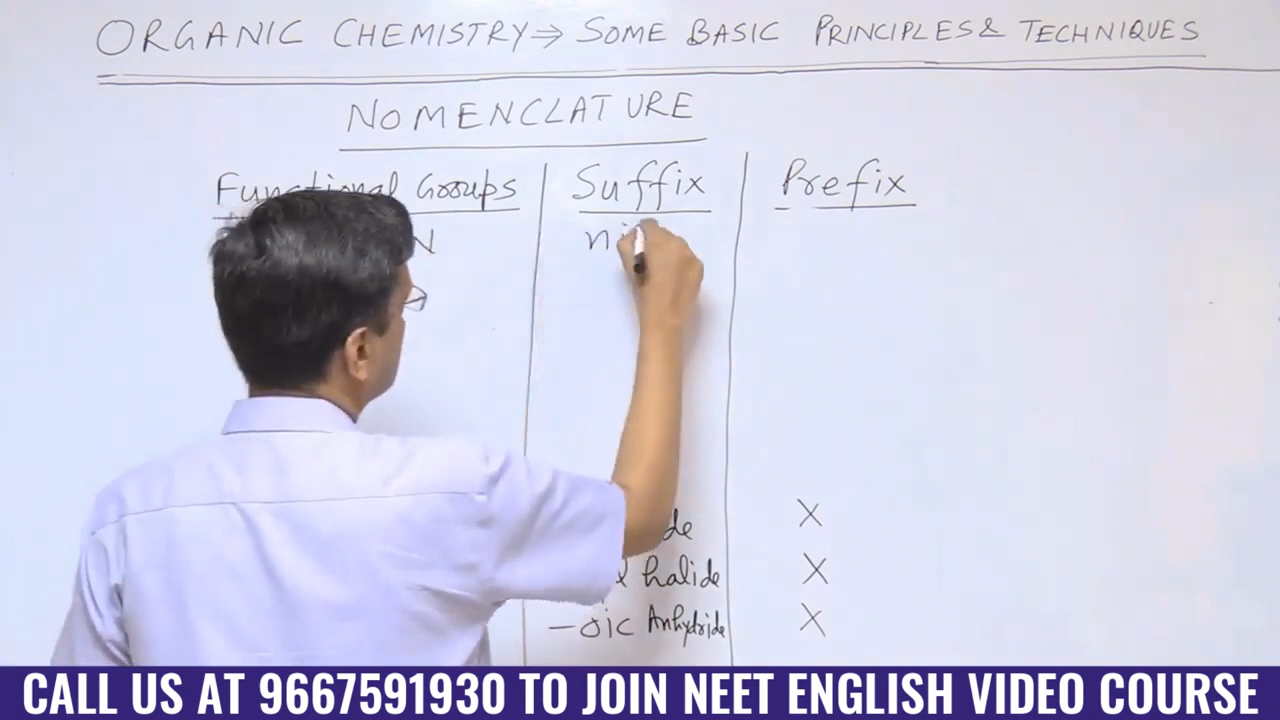 ORGANIC CHEMISTRY ⇒ SOME BASIC PRINCIPLES & TECHNIQUES
NOMENCLATURE
Functional Groups Suffix Prefix
N ni
de X
halide X
-oic Anhydride X
CALL US AT 9667591930 TO JOIN NEET ENGLISH VIDEO COURSE